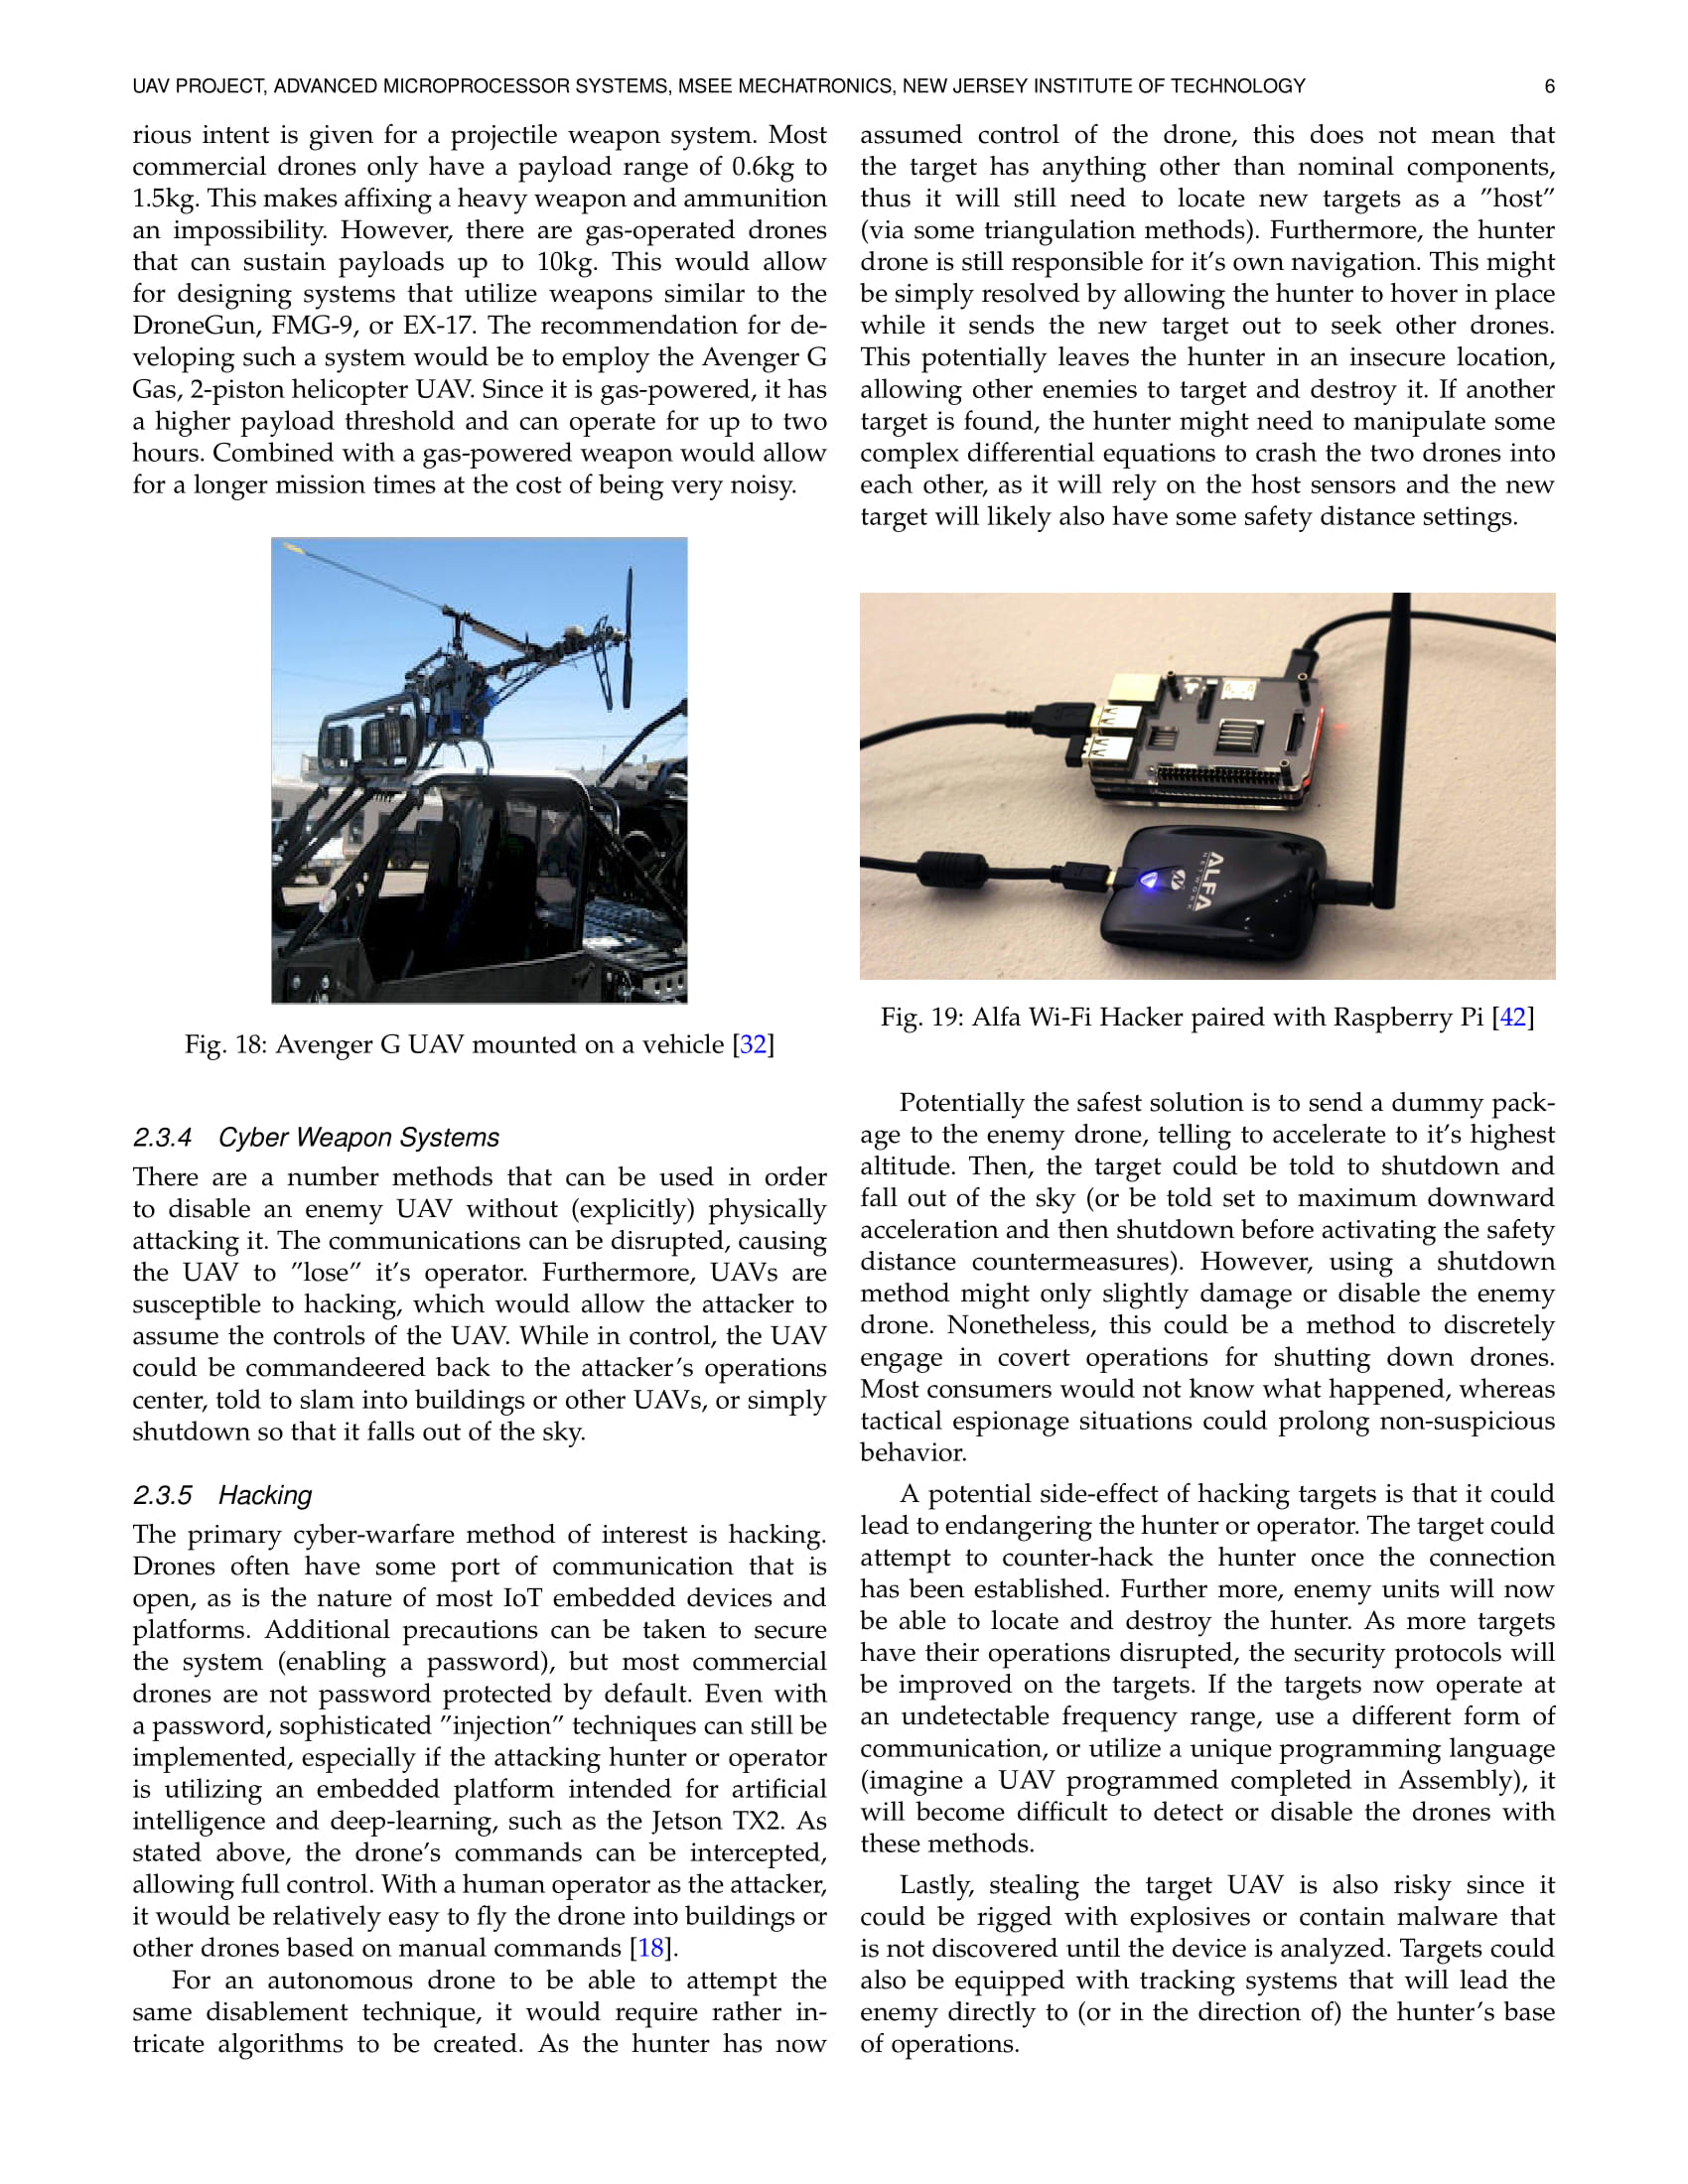 UAV PROJECT, ADVANCED MICROPROCESSOR SYSTEMS, MSEE MECHATRONICS, NEW JERSEY INSTITUTE OF TECHNOLOGY 6
rious intent is given for a projectile weapon system. Most
commercial drones only have a payload range of 0.6kg to
1.5kg. This makes affixing a heavy weapon and ammunition
an impossibility. However, there are gas-operated drones
that can sustain payloads up to 10kg. This would allow
for designing systems that utilize weapons similar to the
DroneGun, FMG-9, or EX-17. The recommendation for de-
veloping such a system would be to employ the Avenger G
Gas, 2-piston helicopter UAV. Since it is gas-powered, it has
a higher payload threshold and can operate for up to two
hours. Combined with a gas-powered weapon would allow
for a longer mission times at the cost of being very noisy.
Fig. 18: Avenger G UAV mounted on a vehicle [32]
2.3.4 Cyber Weapon Systems
There are a number methods that can be used in order
to disable an enemy UAV without (explicitly) physically
attacking it. The communications can be disrupted, causing
the UAV to ”lose” it's operator. Furthermore, UAVs are
susceptible to hacking, which would allow the attacker to
assume the controls of the UAV. While in control, the UAV
could be commandeered back to the attacker's operations
center, told to slam into buildings or other UAVs, or simply
shutdown so that it falls out of the sky.
2.3.5 Hacking
The primary cyber-warfare method of interest is hacking.
Drones often have some port of communication that is
open, as is the nature of most IoT embedded devices and
platforms. Additional precautions can be taken to secure
the system (enabling a password), but most commercial
drones are not password protected by default. Even with
a password, sophisticated ”injection” techniques can still be
implemented, especially if the attacking hunter or operator
is utilizing an embedded platform intended for artificial
intelligence and deep-learning, such as the Jetson TX2. As
stated above, the drone's commands can be intercepted,
allowing full control. With a human operator as the attacker,
it would be relatively easy to fly the drone into buildings or
other drones based on manual commands [18].
For an autonomous drone to be able to attempt the
same disablement technique, it would require rather in-
tricate algorithms to be created. As the hunter has now
assumed control of the drone, this does not mean that
the target has anything other than nominal components,
thus it will still need to locate new targets as a ”host”
(via some triangulation methods). Furthermore, the hunter
drone is still responsible for it's own navigation. This might
be simply resolved by allowing the hunter to hover in place
while it sends the new target out to seek other drones.
This potentially leaves the hunter in an insecure location,
allowing other enemies to target and destroy it. If another
target is found, the hunter might need to manipulate some
complex differential equations to crash the two drones into
each other, as it will rely on the host sensors and the new
target will likely also have some safety distance settings.
ALFA
NETWORK
N
Fig. 19: Alfa Wi-Fi Hacker paired with Raspberry Pi [42]
Potentially the safest solution is to send a dummy pack-
age to the enemy drone, telling to accelerate to it's highest
altitude. Then, the target could be told to shutdown and
fall out of the sky (or be told set to maximum downward
acceleration and then shutdown before activating the safety
distance countermeasures). However, using a shutdown
method might only slightly damage or disable the enemy
drone. Nonetheless, this could be a method to discretely
engage in covert operations for shutting down drones.
Most consumers would not know what happened, whereas
tactical espionage situations could prolong non-suspicious
behavior.
A potential side-effect of hacking targets is that it could
lead to endangering the hunter or operator. The target could
attempt to counter-hack the hunter once the connection
has been established. Further more, enemy units will now
be able to locate and destroy the hunter. As more targets
have their operations disrupted, the security protocols will
be improved on the targets. If the targets now operate at
an undetectable frequency range, use a different form of
communication, or utilize a unique programming language
(imagine a UAV programmed completed in Assembly), it
will become difficult to detect or disable the drones with
these methods.
Lastly, stealing the target UAV is also risky since it
could be rigged with explosives or contain malware that
is not discovered until the device is analyzed. Targets could
also be equipped with tracking systems that will lead the
enemy directly to (or in the direction of) the hunter's base
of operations.